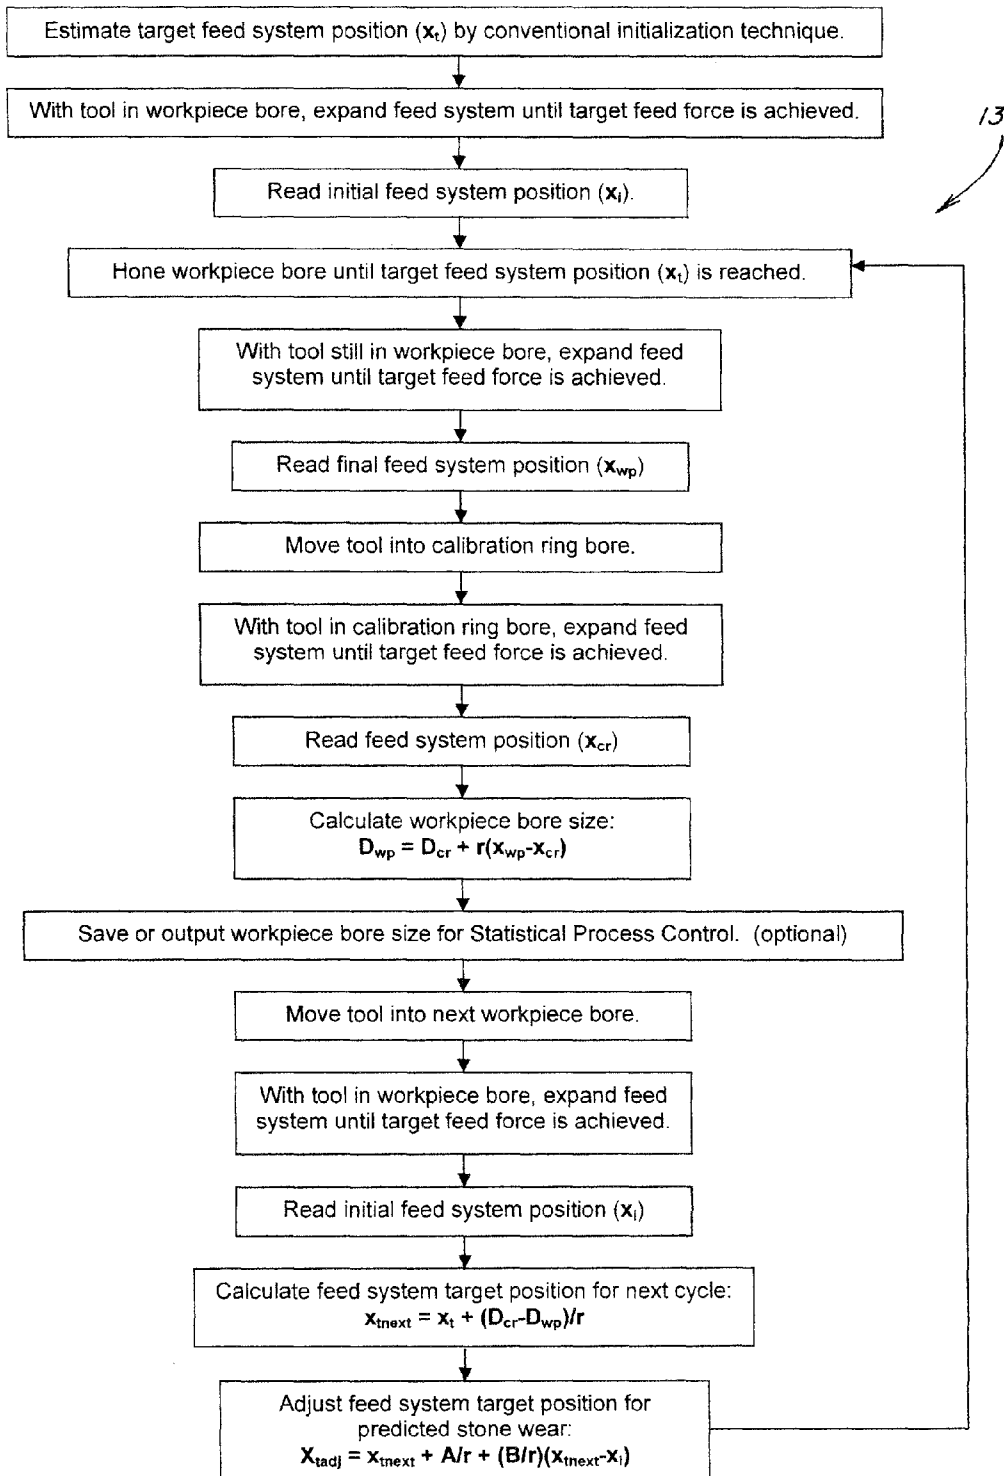 Estimate target feed system position (xt) by conventional initialization technique.
With tool in workpiece bore, expand feed system until target feed force is achieved.
13
Read initial feed system position (xi).
Hone workpiece bore until target feed system position (xt) is reached.
With tool still in workpiece bore, expand feed
system until target feed force is achieved.
Read final feed system position (xwp)
Move tool into calibration ring bore.
With tool in calibration ring bore, expand feed
system until target feed force is achieved.
Read feed system position (xcr)
Calculate workpiece bore size:
Dwp = Dcr + r(xwp-xcr)
Save or output workpiece bore size for Statistical Process Control. (optional)
Move tool into next workpiece bore.
With tool in workpiece bore, expand feed
system until target feed force is achieved.
Read initial feed system position (xi)
Calculate feed system target position for next cycle:
xtnext = xt + (Dcr-Dwp)/r
Adjust feed system target position for
predicted stone wear:
Xtadj = xtnext + A/r + (B/r)(xtnext-xi)